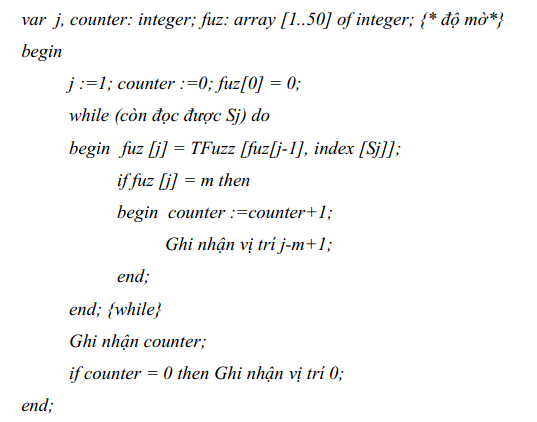 var j, counter: integer; fuz: array [1..50] of integer; {* độ mờ*}
begin
j :=1; counter :=0; fuz[0] = 0;
while (còn đọc được Sj) do
begin fuz [j] = TFuzz [fuz[j-1], index [Sj]];
if fuz [j] = m then
begin counter :=counter+1;
Ghi nhận vị trí j-m+1;
end;
end; {while}
Ghi nhận counter;
if counter = 0 then Ghi nhận vị trí 0;
end;